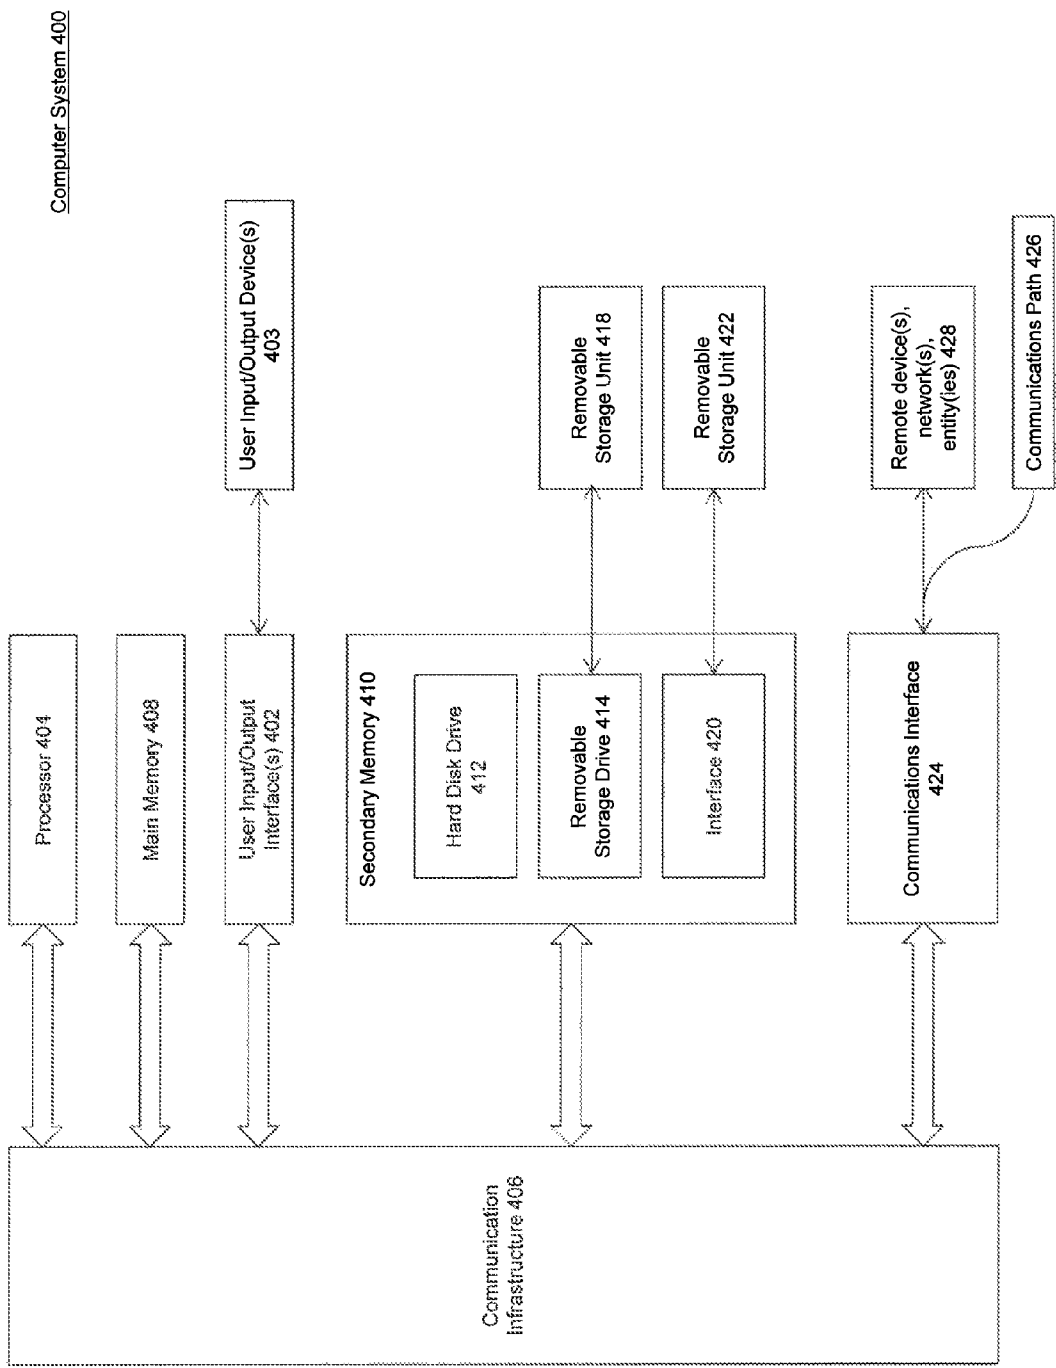 Computer System 400
Processor 404
Main Memory 408
User Input/Output
Interface(s) 402
User Input/Output Device(s)
403
Secondary Memory 410
Hard Disk Drive
412
Removable
Storage Drive 414
Removable
Storage Unit 418
Interface 420
Removable
Storage Unit 422
Communications Interface
424
Remote device(s),
network(s),
entity(ies) 428
Communications Path 426
Communication
Infrastructure 406